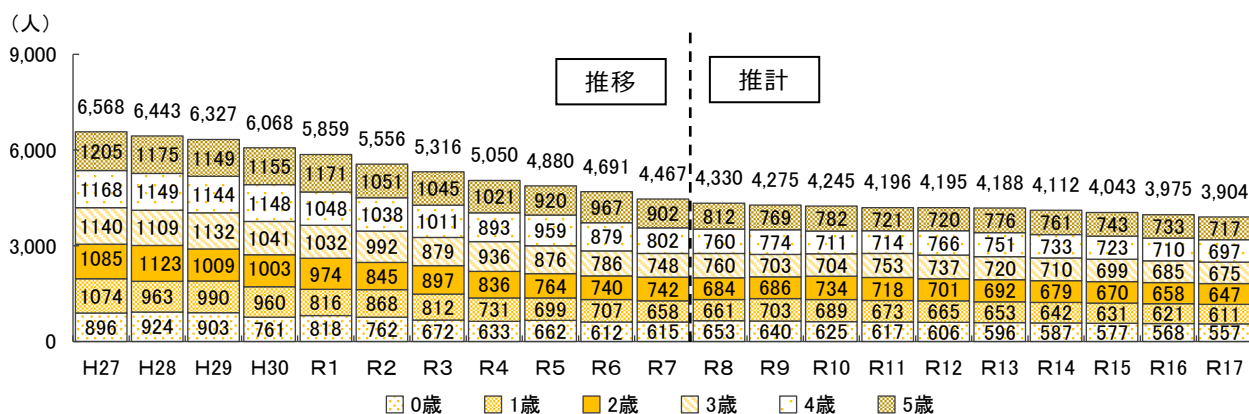 （人）
9,000
推移 推計
6,568 6,443 6,327 6,068 5,859 5,556 5,316 5,050 4,880 4,691 4,467 4,330 4,275 4,245 4,196 4,195 4,188 4,112 4,043 3,975 3,904
6,000
1205 1175 1149 1155 1171 1051 1045 1021 920 967 902 812 769 782 721 720 776 761 743 733 717
1168 1149 1144 1148 1048 1038 1011 893 959 879 802 760 774 711 714 766 751 733 723 710 697
1140 1109 1132 1041 1032 992 879 936 876 786 748 760 703 704 753 737 720 710 699 685 675
3,000
1085 1123 1009 1003 974 845 897 836 764 740 742 684 686 734 718 701 692 679 670 658 647
1074 963 990 960 816 868 812 731 699 707 658 661 703 689 673 665 653 642 631 621 611
896 924 903 761 818 762 672 633 662 612 615 653 640 625 617 606 596 587 577 568 557
0
H27 H28 H29 H30 R1 R2 R3 R4 R5 R6 R7 R8 R9 R10 R11 R12 R13 R14 R15 R16 R17
0歳 1歳 2歳 3歳 4歳 5歳